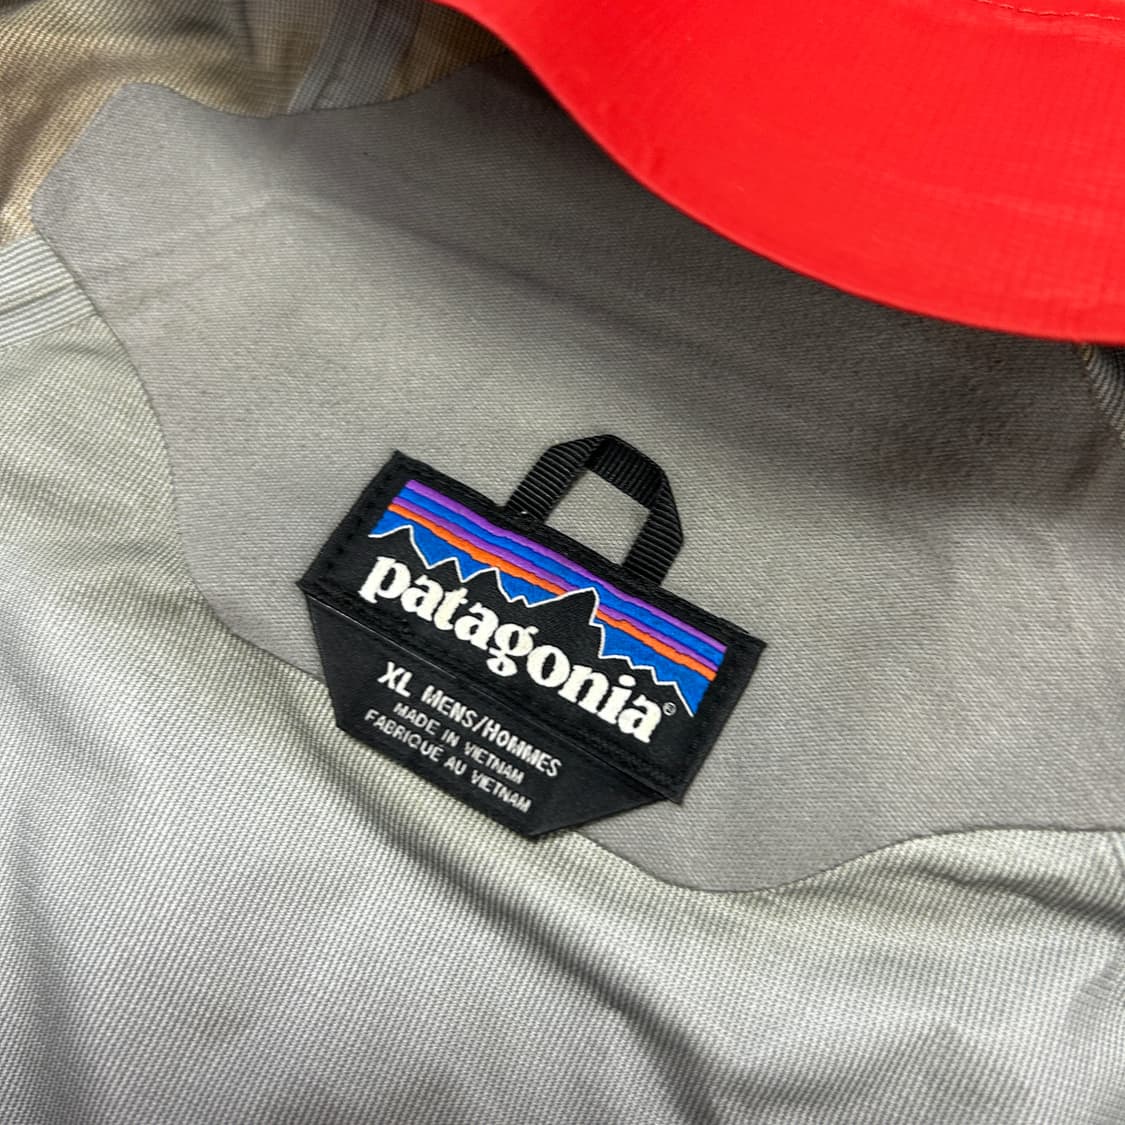 patagonia®
XL MENS/HOMMES
MADE IN VIETNAM
FABRIQUÉ AU VIETNAM